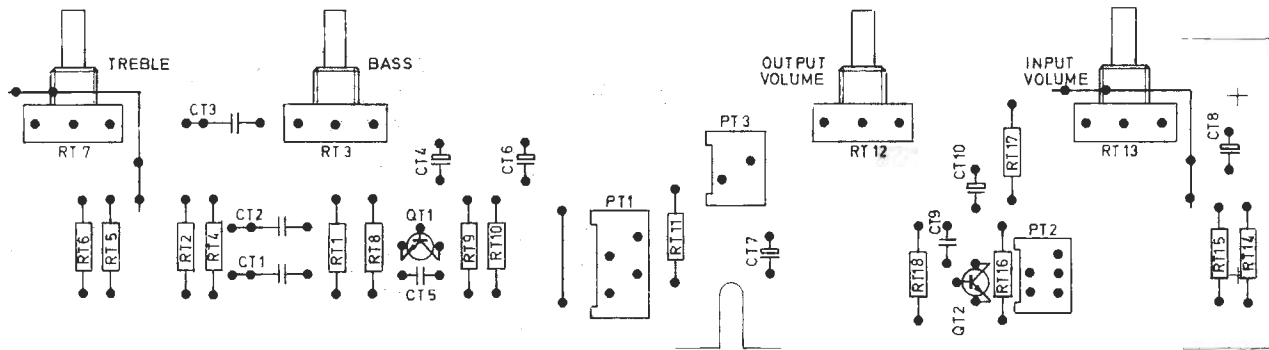 TREBLE
BASS
OUTPUT
VOLUME
INPUT
VOLUME
CT3
RT7
RT3
CT4
CT6
PT3
RT12
CT10
RT17
RT13
CT8
RT6
RT5
RT2
RT4
CT2
CT1
RT1
RT8
QT1
CT5
RT9
RT10
PT1
RT11
CT7
RT18
CT9
QT2
RT16
PT2
RT15
RT14